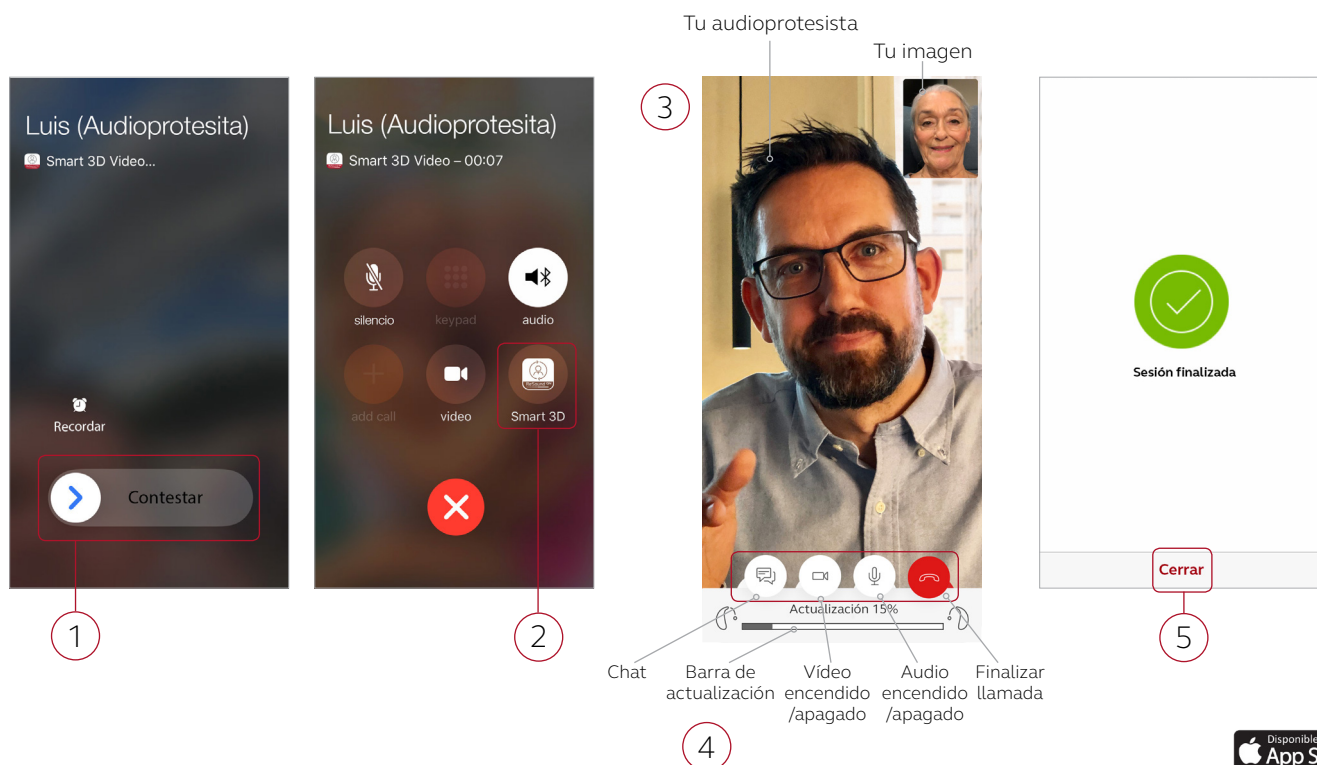 Tu audioprotesista
Tu imagen
Luis (Audioprotesita)
Smart 3D Video...
Recordar
Contestar
1
Luis (Audioprotesita)
Smart 3D Video – 00:07
silencio
keypad
audio
add call
video
Smart 3D
2
3
Actualización 15%
Chat
Barra de
actualización
Vídeo
encendido
/apagado
Audio
encendido
/apagado
Finalizar
llamada
4
Sesión finalizada
Cerrar
5
Disponible
App S